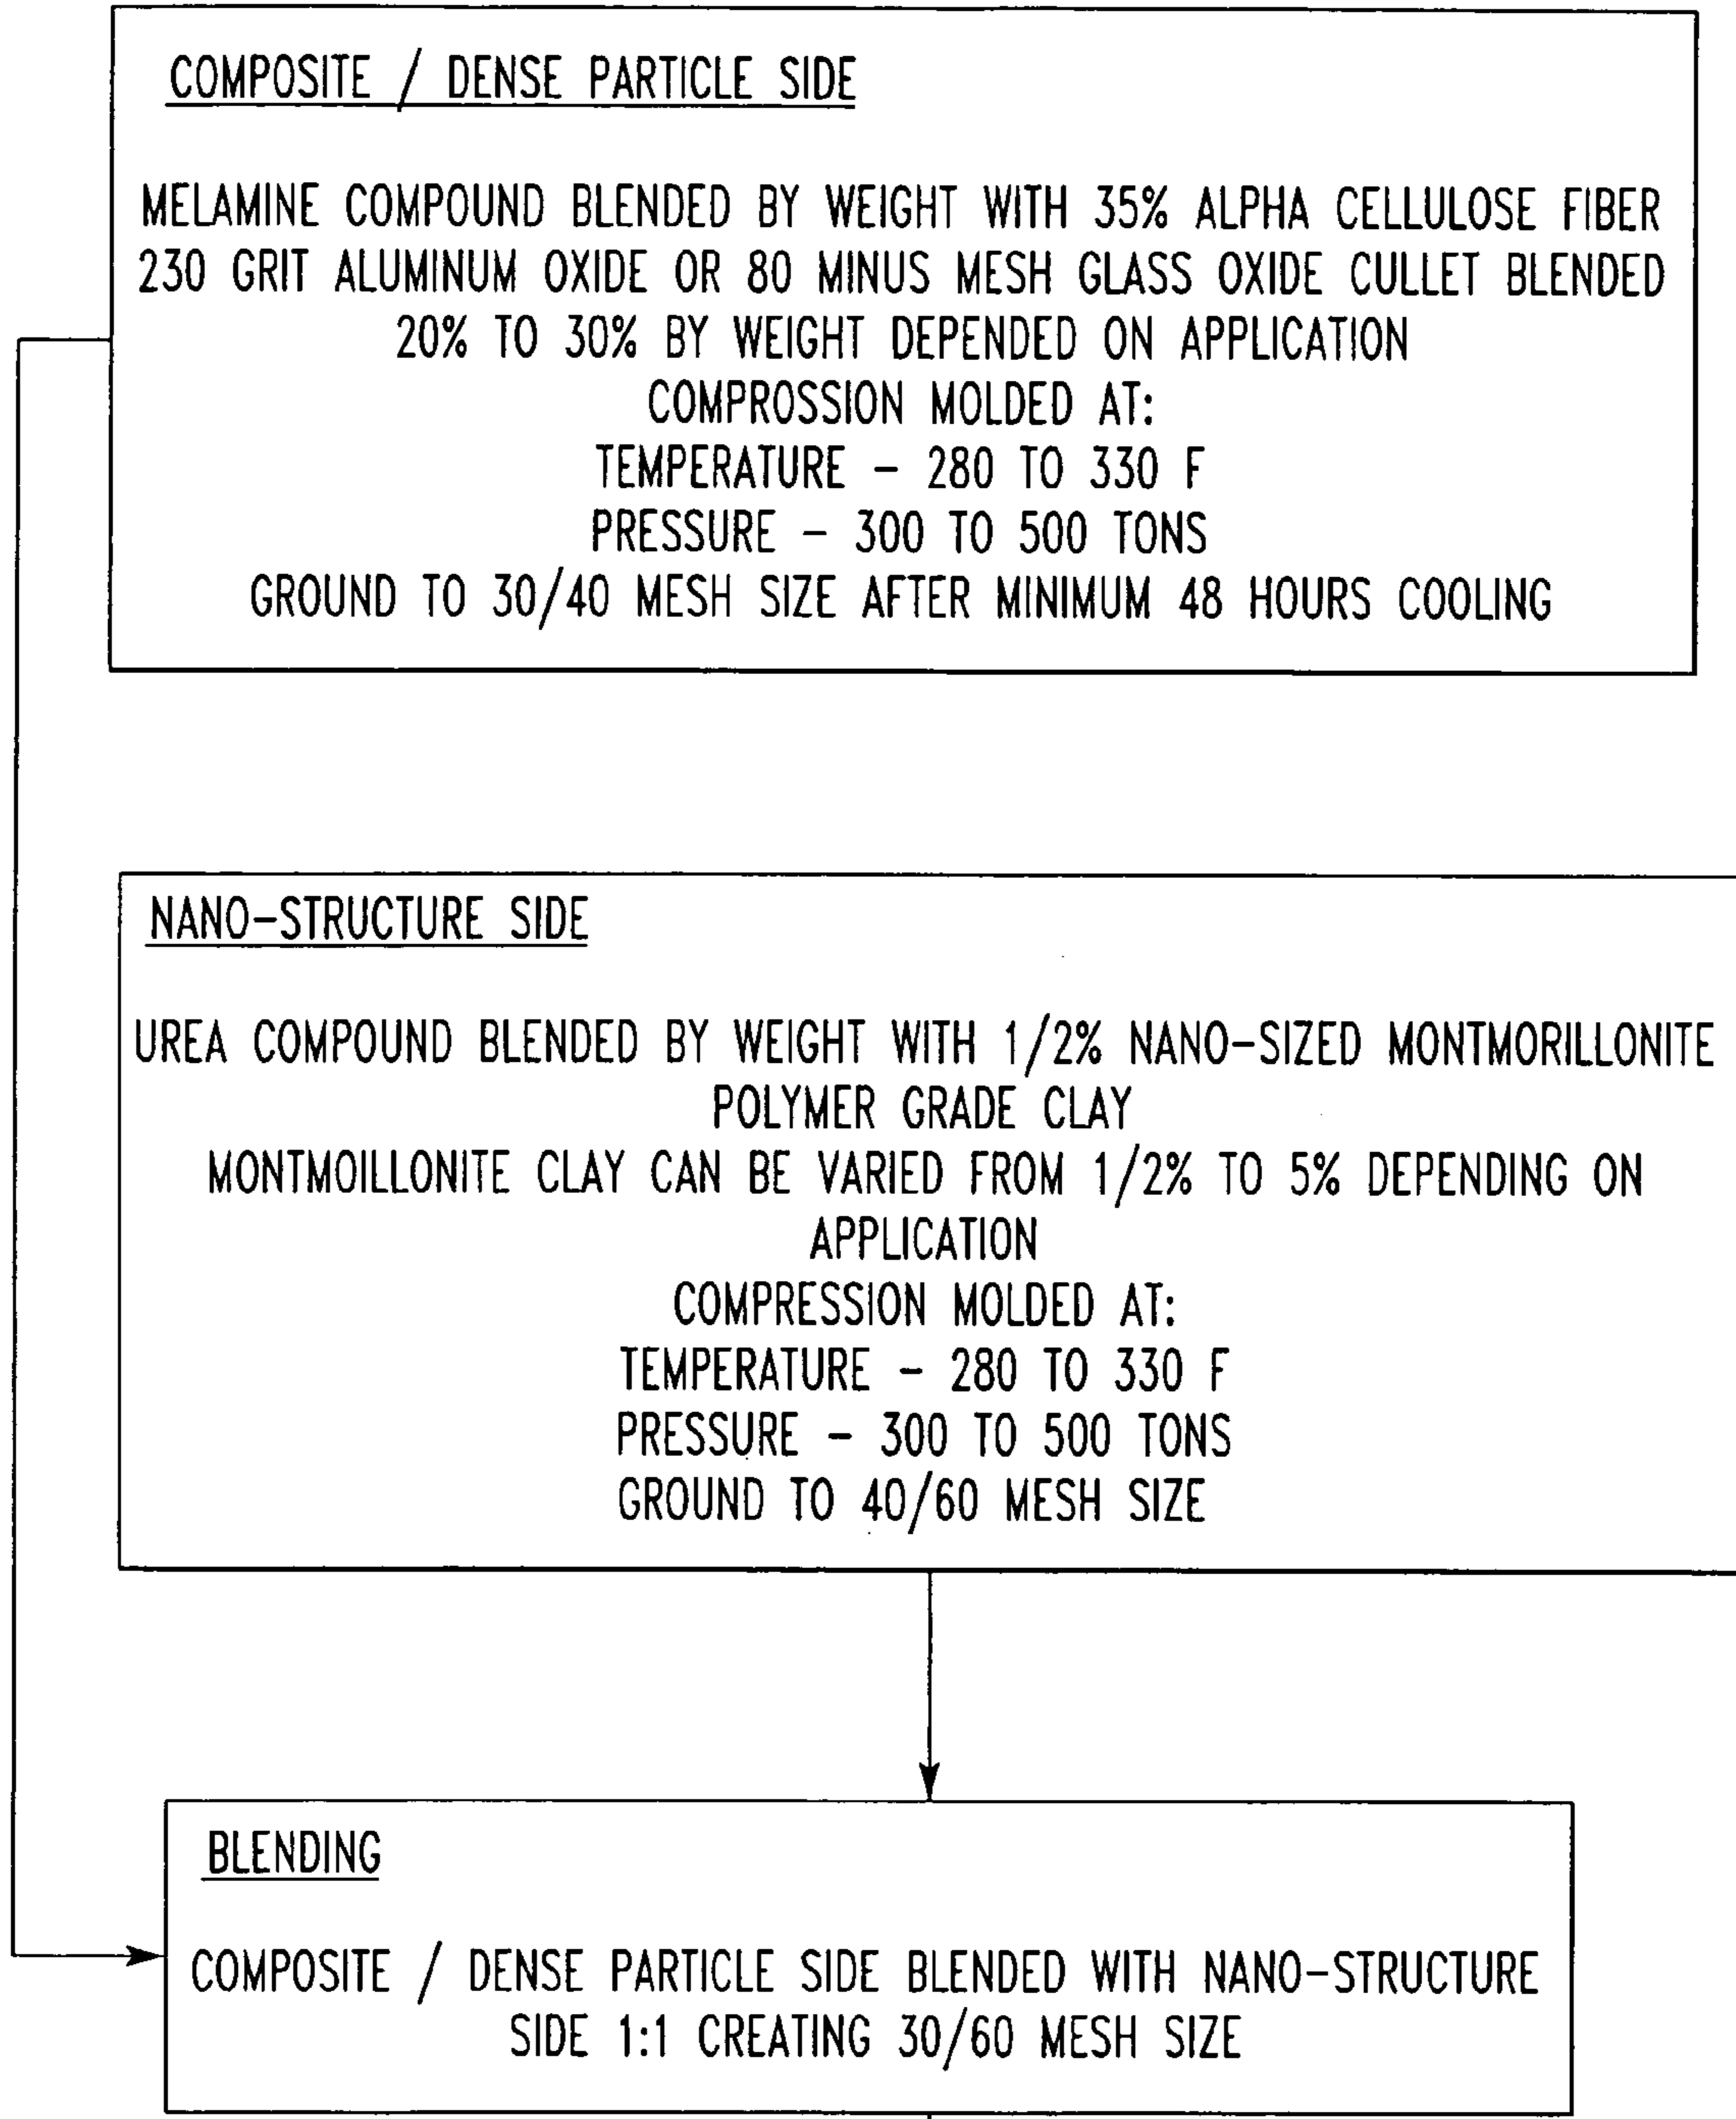 COMPOSITE / DENSE PARTICLE SIDE
MELAMINE COMPOUND BLENDED BY WEIGHT WITH 35% ALPHA CELLULOSE FIBER
230 GRIT ALUMINUM OXIDE OR 80 MINUS MESH GLASS OXIDE CULLET BLENDED
20% TO 30% BY WEIGHT DEPENDED ON APPLICATION
COMPROSSION MOLDED AT:
TEMPERATURE – 280 TO 330 F
PRESSURE – 300 TO 500 TONS
GROUND TO 30/40 MESH SIZE AFTER MINIMUM 48 HOURS COOLING
NANO–STRUCTURE SIDE
UREA COMPOUND BLENDED BY WEIGHT WITH 1/2% NANO–SIZED MONTMORILLONITE
POLYMER GRADE CLAY
MONTMOILLONITE CLAY CAN BE VARIED FROM 1/2% TO 5% DEPENDING ON
APPLICATION
COMPRESSION MOLDED AT:
TEMPERATURE – 280 TO 330 F
PRESSURE – 300 TO 500 TONS
GROUND TO 40/60 MESH SIZE
BLENDING
COMPOSITE / DENSE PARTICLE SIDE BLENDED WITH NANO–STRUCTURE
SIDE 1:1 CREATING 30/60 MESH SIZE